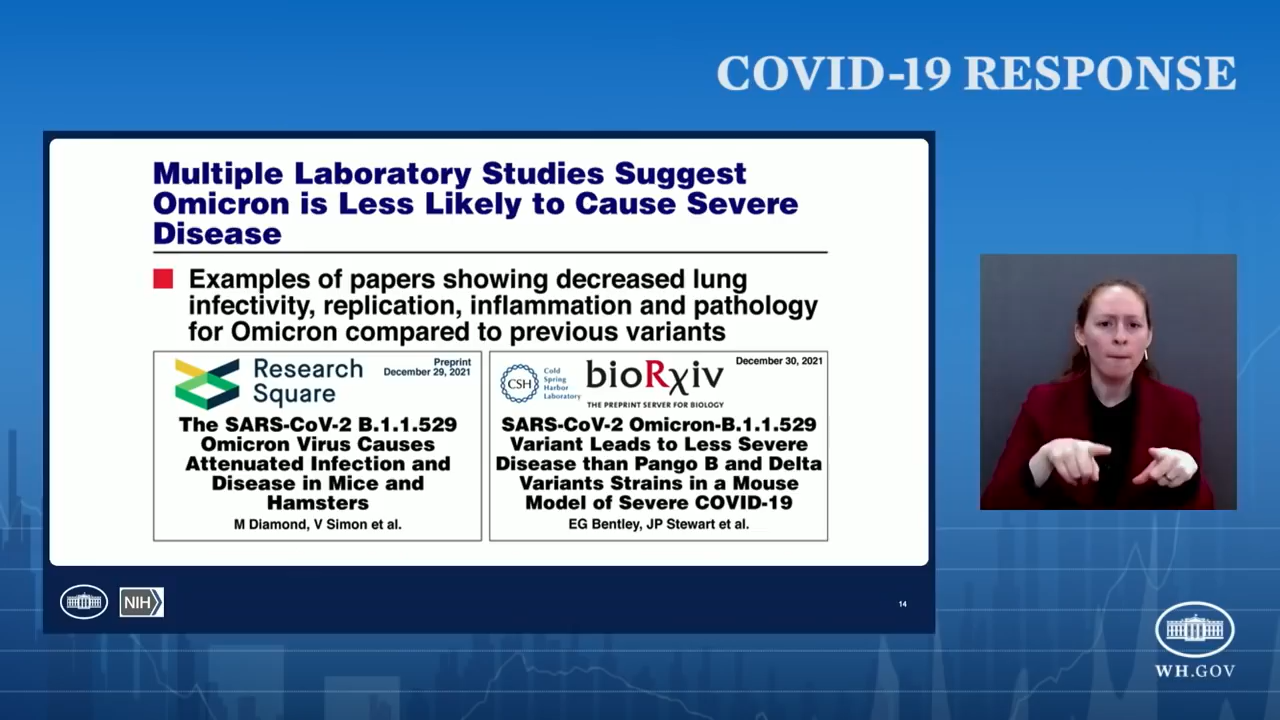 COVID-19 RESPONSE
Multiple Laboratory Studies Suggest
Omicron is Less Likely to Cause Severe
Disease
Examples of papers showing decreased lung
infectivity, replication, inflammation and pathology
for Omicron compared to previous variants
Research
Square
Preprint
December 29, 2021
The SARS-CoV-2 B.1.1.529
Omicron Virus Causes
Attenuated Infection and
Disease in Mice and
Hamsters
M Diamond, V Simon et al.
CSH
Cold
Spring
Harbor
Laboratory
bioRχiv
THE PREPRINT SERVER FOR BIOLOGY
December 30, 2021
SARS-CoV-2 Omicron-B.1.1.529
Variant Leads to Less Severe
Disease than Pango B and Delta
Variants Strains in a Mouse
Model of Severe COVID-19
EG Bentley, JP Stewart et al.
NIH
14
WH.GOV